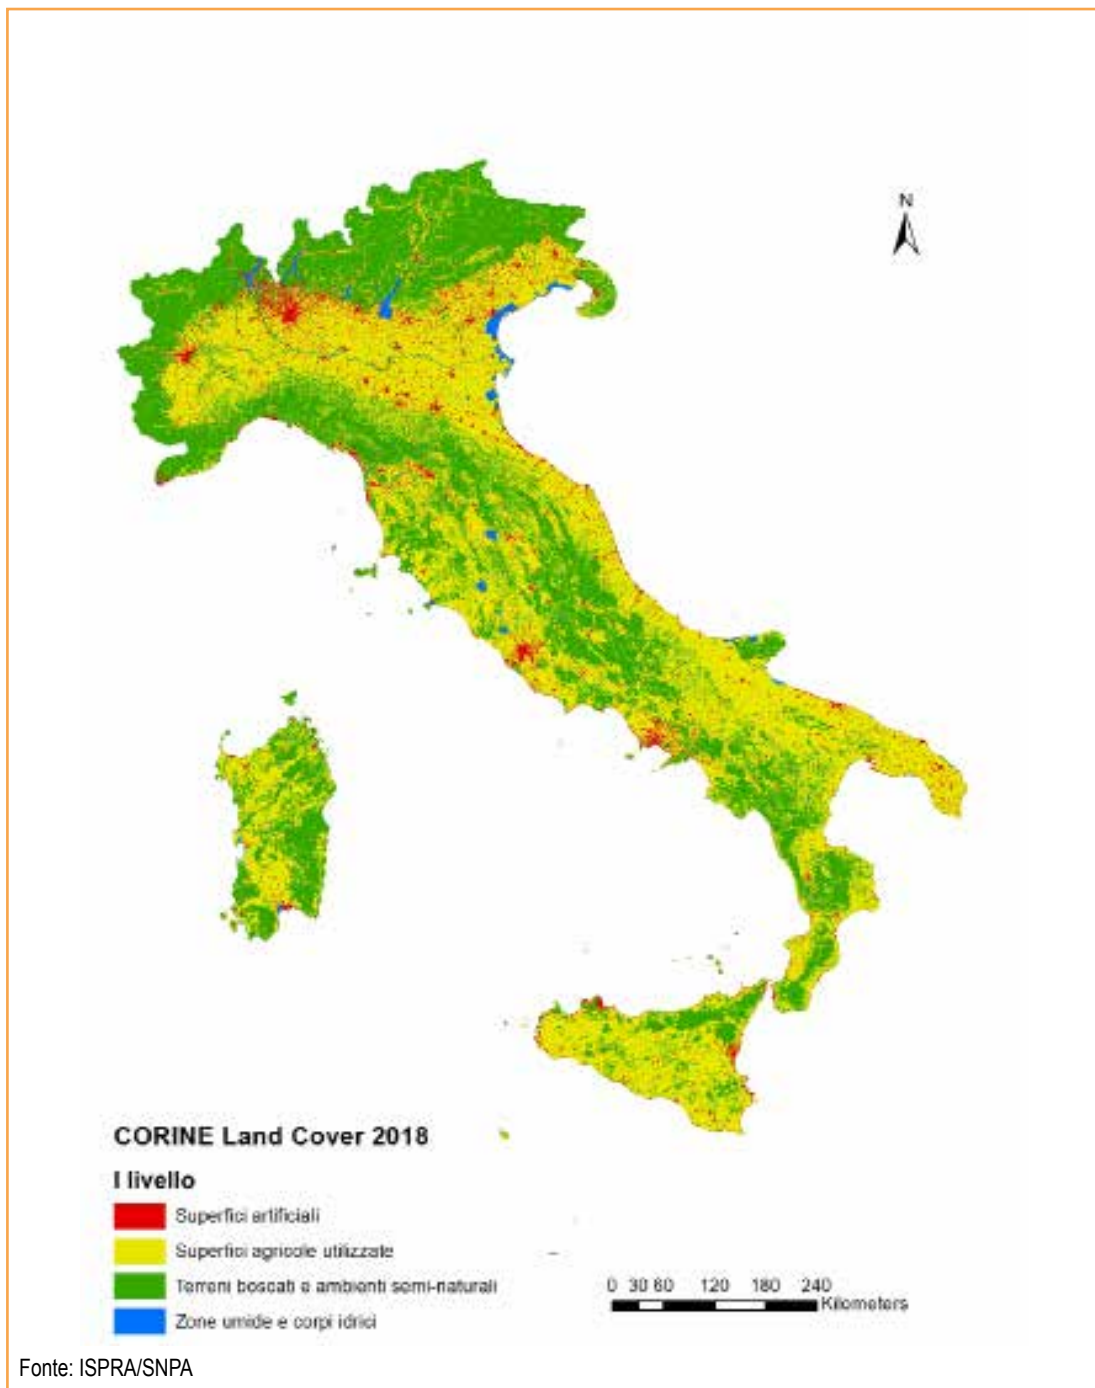 N
CORINE Land Cover 2018
I livello
Superfici artificiali
Superfici agricole utilizzate
Terreni boscati e ambienti semi-naturali
Zone umide e corpi idrici
0 30 60 120 180 240
Kilometers
Fonte: ISPRA/SNPA